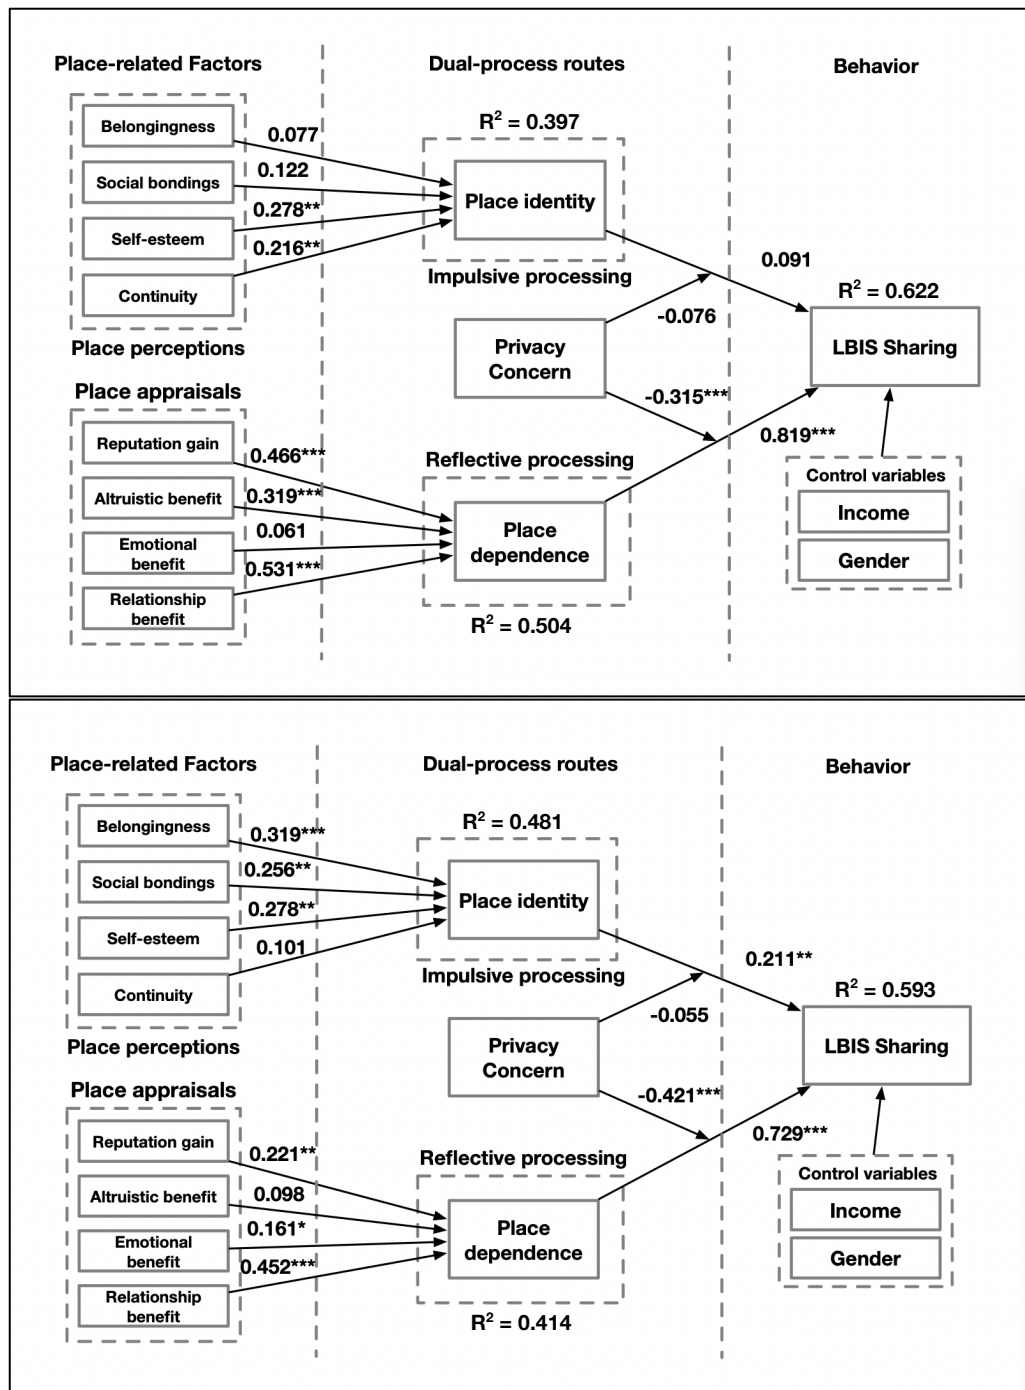 Place-related Factors
Dual-process routes
Behavior
Belongingness
Social bondings
Self-esteem
Continuity
Place perceptions
0.077
0.122
0.278**
0.216**
R² = 0.397
Place identity
Impulsive processing
Privacy
Concern
-0.076
-0.315***
0.091
0.819***
R² = 0.622
LBIS Sharing
Place appraisals
Reputation gain
Altruistic benefit
Emotional
benefit
Relationship
benefit
0.466***
0.319***
0.061
0.531***
Reflective processing
Place
dependence
R² = 0.504
Control variables
Income
Gender
Place-related Factors
Dual-process routes
Behavior
Belongingness
Social bondings
Self-esteem
Continuity
Place perceptions
0.319***
0.256**
0.278**
0.101
R² = 0.481
Place identity
Impulsive processing
Privacy
Concern
-0.055
-0.421***
0.211**
0.729***
R² = 0.593
LBIS Sharing
Place appraisals
Reputation gain
Altruistic benefit
Emotional
benefit
Relationship
benefit
0.221**
0.098
0.161*
0.452***
Reflective processing
Place
dependence
R² = 0.414
Control variables
Income
Gender